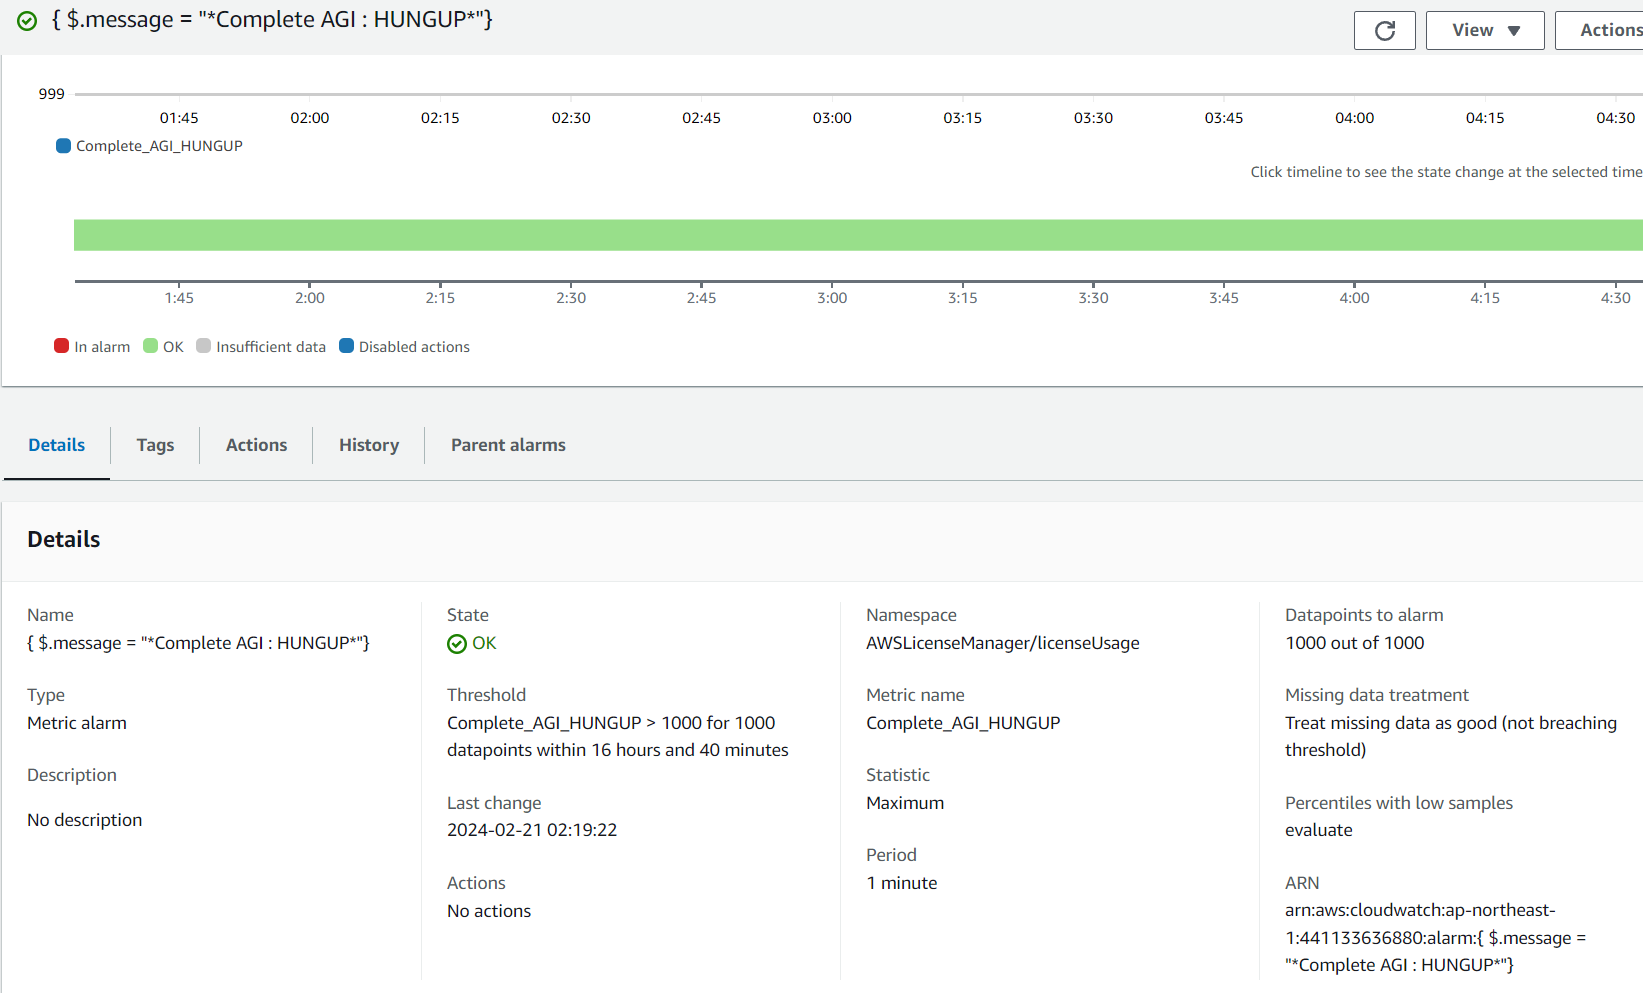 { $.message = "*Complete AGI : HUNGUP*"}
View
Actions
999
01:45 02:00 02:15 02:30 02:45 03:00 03:15 03:30 03:45 04:00 04:15 04:30
Complete_AGI_HUNGUP
Click timeline to see the state change at the selected time
1:45 2:00 2:15 2:30 2:45 3:00 3:15 3:30 3:45 4:00 4:15 4:30
In alarm OK Insufficient data Disabled actions
Details Tags Actions History Parent alarms
Details
Name
{ $.message = "*Complete AGI : HUNGUP*"}
Type
Metric alarm
Description
No description
State
OK
Threshold
Complete_AGI_HUNGUP > 1000 for 1000
datapoints within 16 hours and 40 minutes
Last change
2024-02-21 02:19:22
Actions
No actions
Namespace
AWSLicenseManager/licenseUsage
Metric name
Complete_AGI_HUNGUP
Statistic
Maximum
Period
1 minute
Datapoints to alarm
1000 out of 1000
Missing data treatment
Treat missing data as good (not breaching
threshold)
Percentiles with low samples
evaluate
ARN
arn:aws:cloudwatch:ap-northeast-
1:441133636880:alarm:{ $.message =
"*Complete AGI : HUNGUP*"}